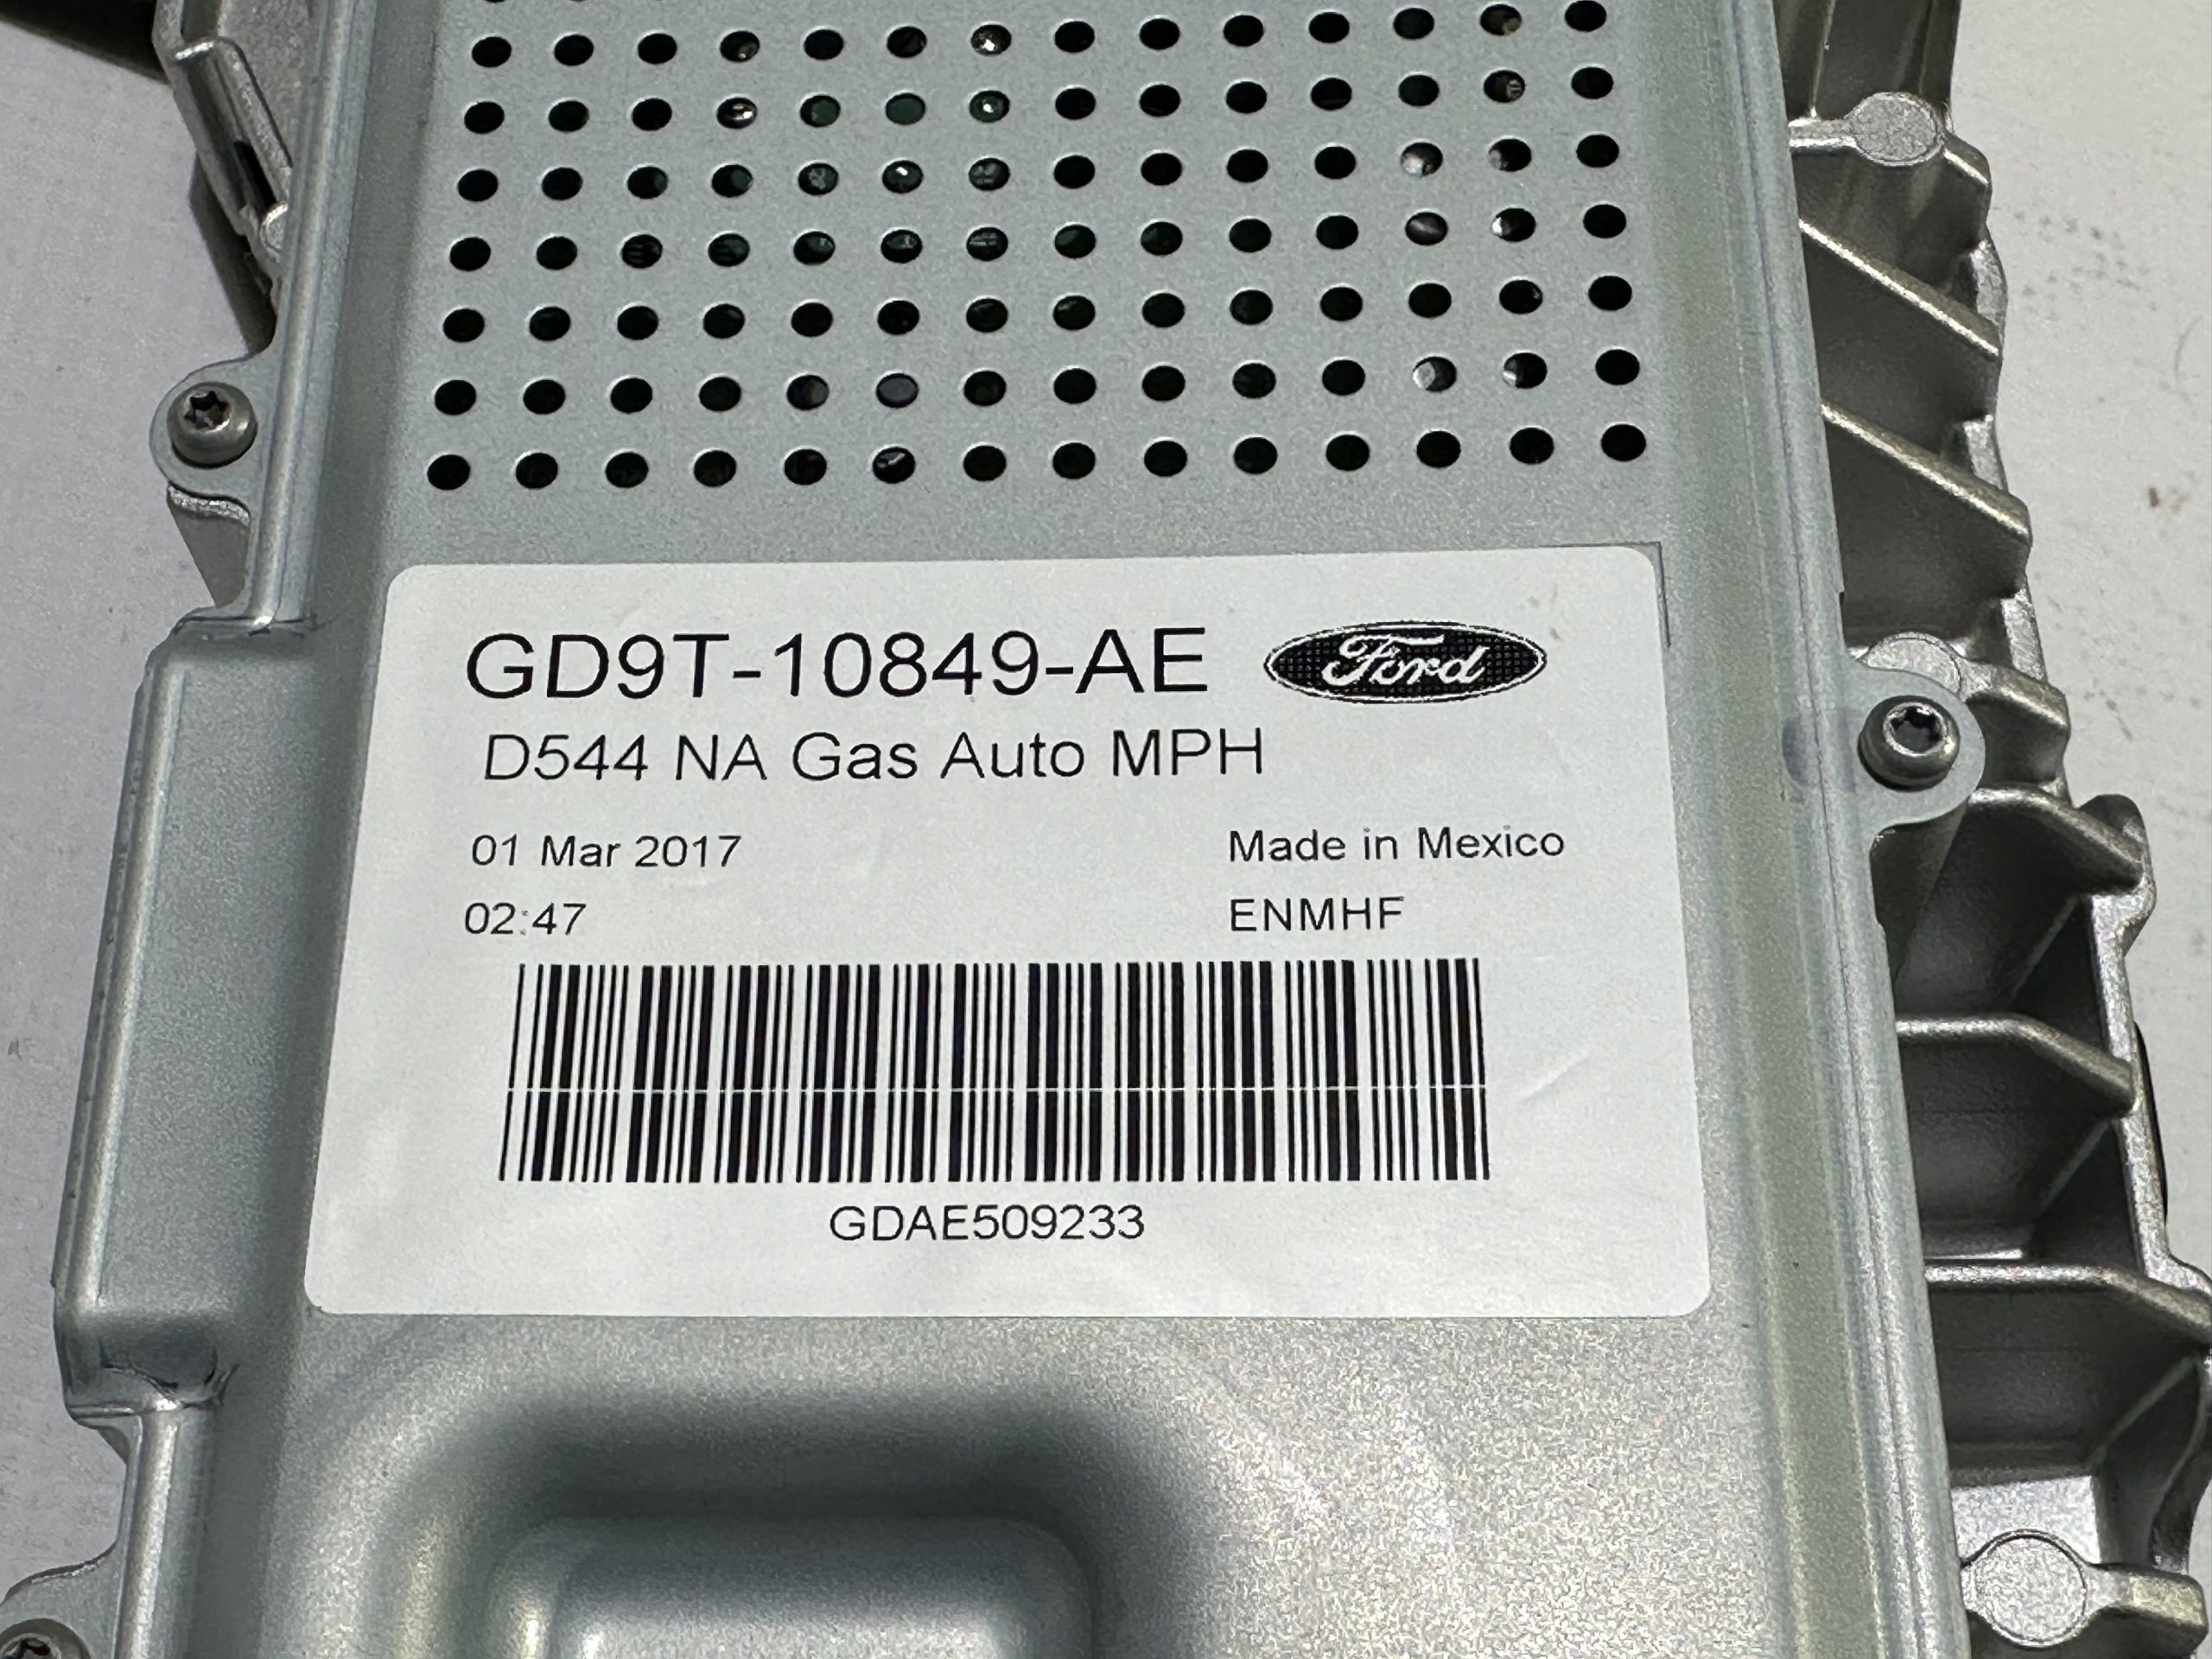 GD9T-10849-AE Ford
D544 NA Gas Auto MPH
01 Mar 2017 Made in Mexico
02:47 ENMHF
GDAE509233